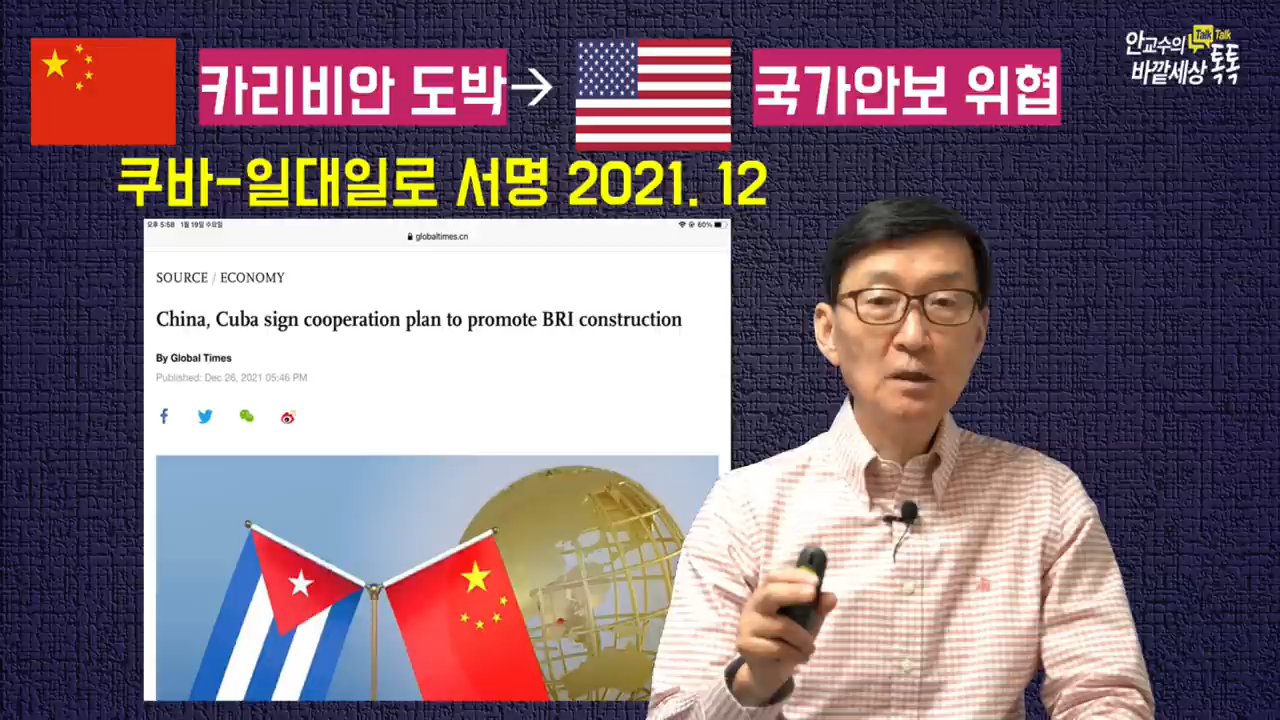 카리비안 도박→
국가안보 위협
안교수의 Talk Talk
바깥세상 톡톡
쿠바-일대일로 서명 2021. 12
오후 5:58 1월 19일 수요일
60%
globaltimes.cn
SOURCE / ECONOMY
China, Cuba sign cooperation plan to promote BRI construction
By Global Times
Published: Dec 26, 2021 05:46 PM